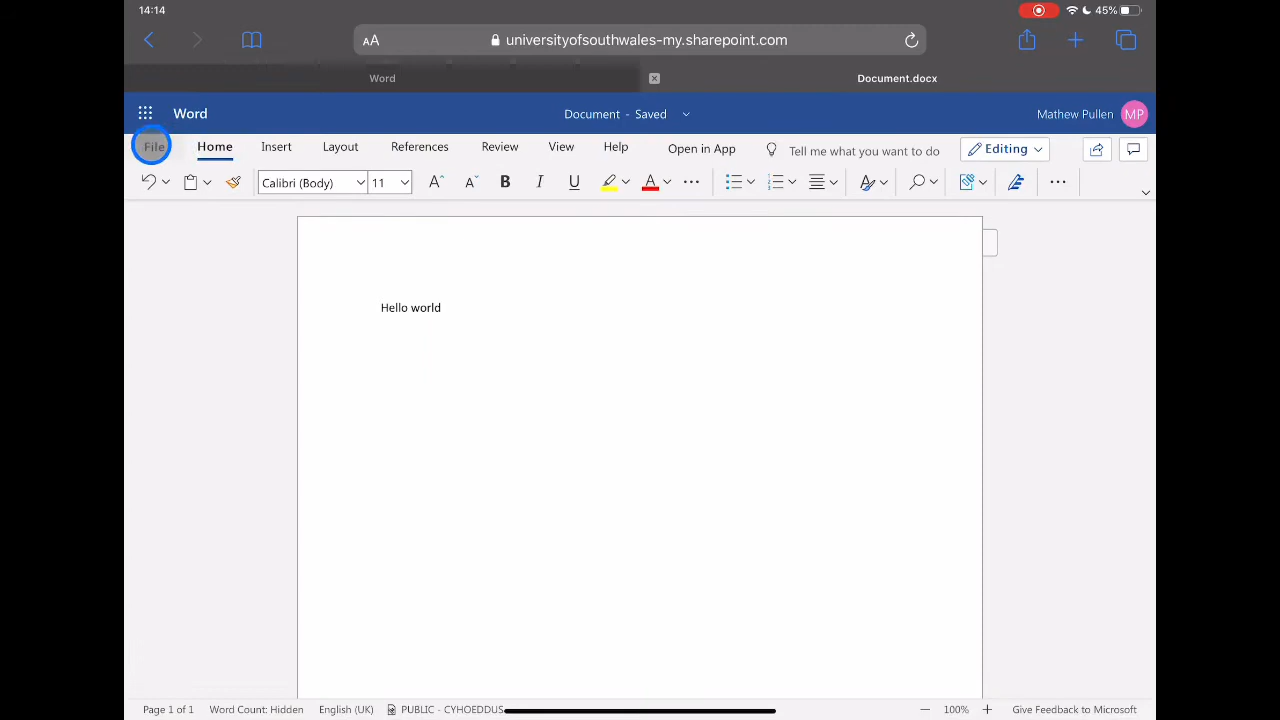 14:14
45%
AA
universityofsouthwales-my.sharepoint.com
Word
Document.docx
Word
Document - Saved
Mathew Pullen
MP
File
Home
Insert
Layout
References
Review
View
Help
Open in App
Tell me what you want to do
Editing
Calibri (Body)
11
A
A
B
I
U
A
Hello world
Page 1 of 1
Word Count: Hidden
English (UK)
PUBLIC - CYHOEDDUS
100%
Give Feedback to Microsoft